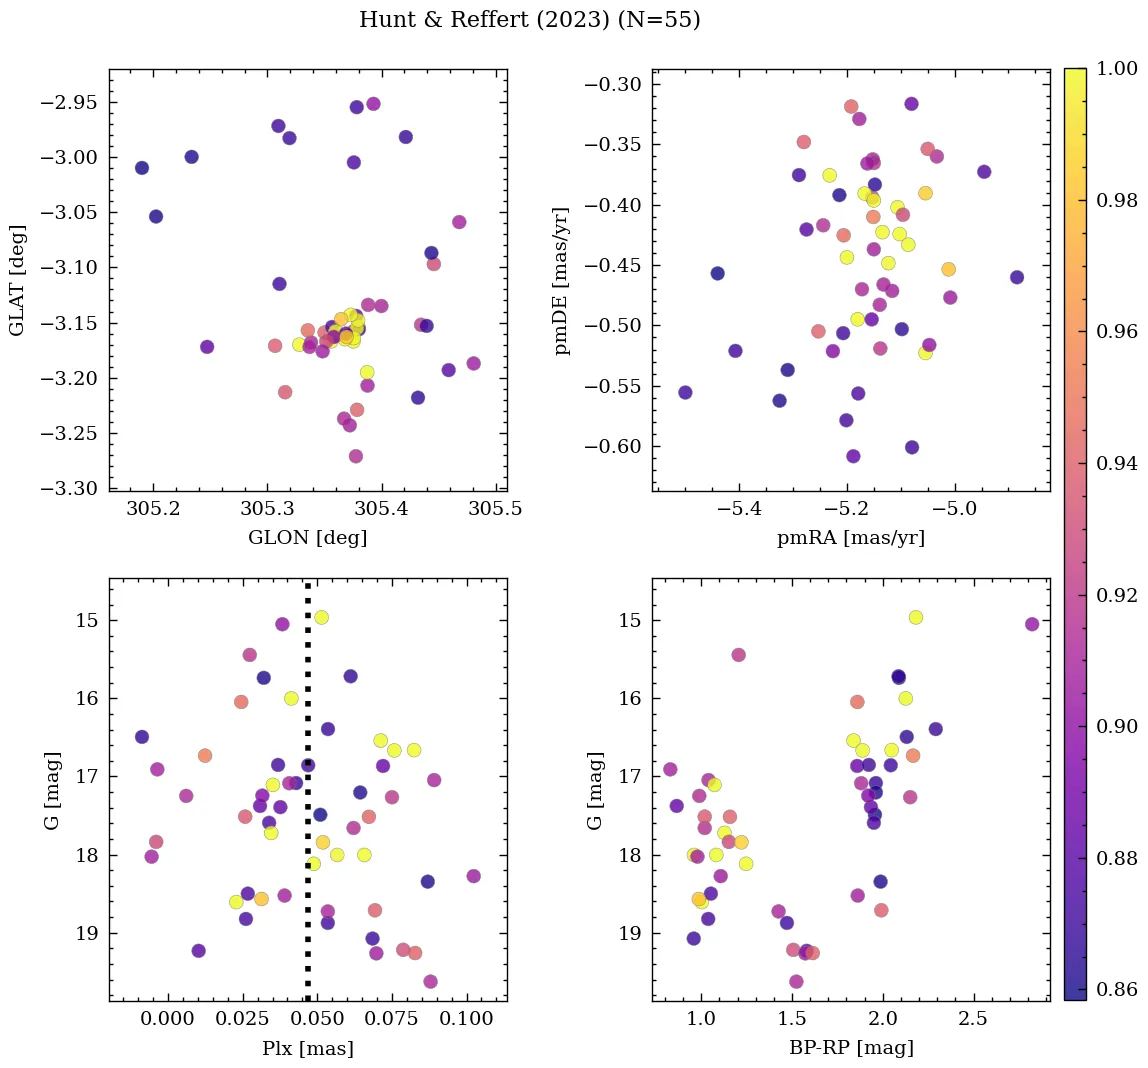 Hunt & Reffert (2023) (N=55)
−2.95
−3.00
−3.05
−3.10
−3.15
−3.20
−3.25
−3.30
GLAT [deg]
305.2 305.3 305.4 305.5
GLON [deg]
−0.30
−0.35
−0.40
−0.45
−0.50
−0.55
−0.60
pmDE [mas/yr]
−5.4 −5.2 −5.0
pmRA [mas/yr]
15
16
17
18
19
G [mag]
0.000 0.025 0.050 0.075 0.100
Plx [mas]
15
16
17
18
19
G [mag]
1.0 1.5 2.0 2.5
BP-RP [mag]
1.00
0.98
0.96
0.94
0.92
0.90
0.88
0.86